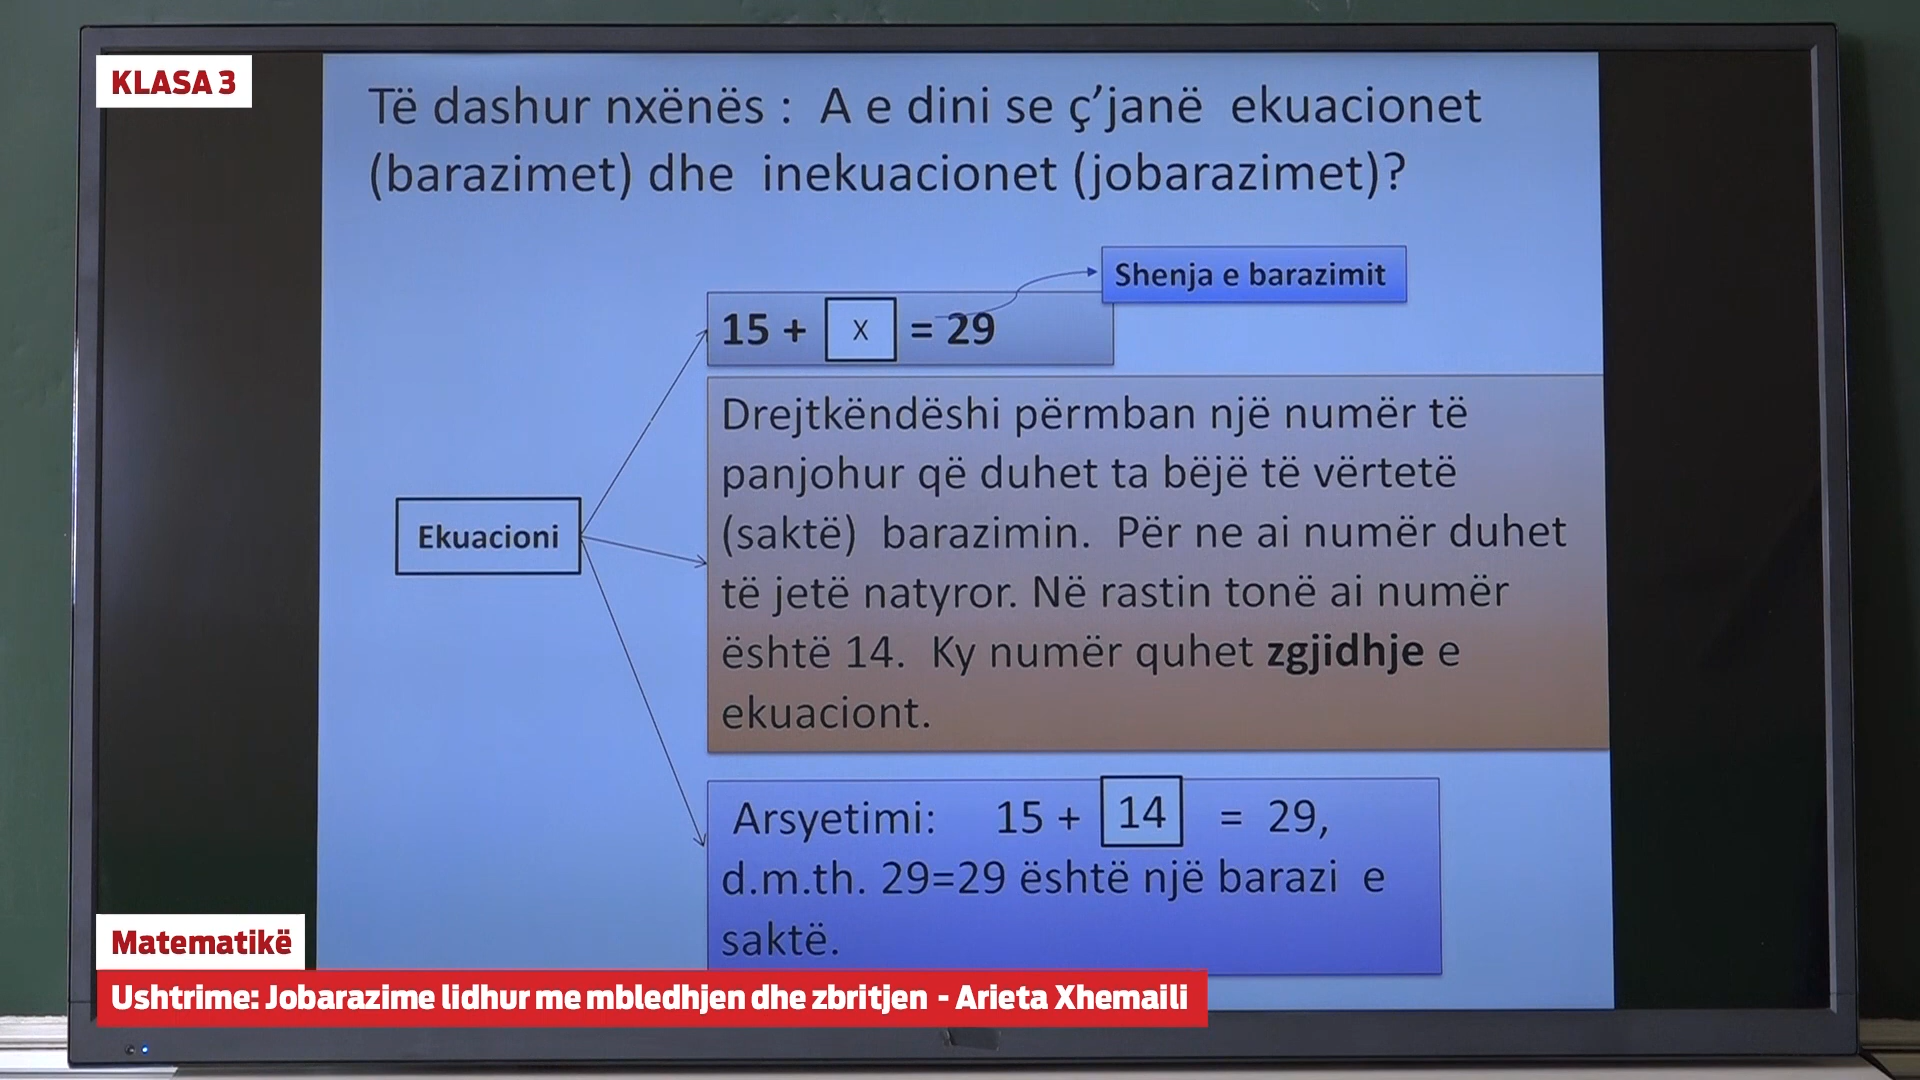 KLASA 3
Të dashur nxënës : A e dini se ç’janë ekuacionet
(barazimet) dhe inekuacionet (jobarazimet)?
Shenja e barazimit
15 + x = 29
Drejtkëndëshi përmban një numër të
panjohur që duhet ta bëjë të vërtetë
(saktë) barazimin. Për ne ai numër duhet
të jetë natyror. Në rastin tonë ai numër
është 14. Ky numër quhet zgjidhje e
ekuaciont.
Ekuacioni
Arsyetimi: 15 + 14 = 29,
d.m.th. 29=29 është një barazi e
saktë.
Matematikë
Ushtrime: Jobarazime lidhur me mbledhjen dhe zbritjen - Arieta Xhemaili